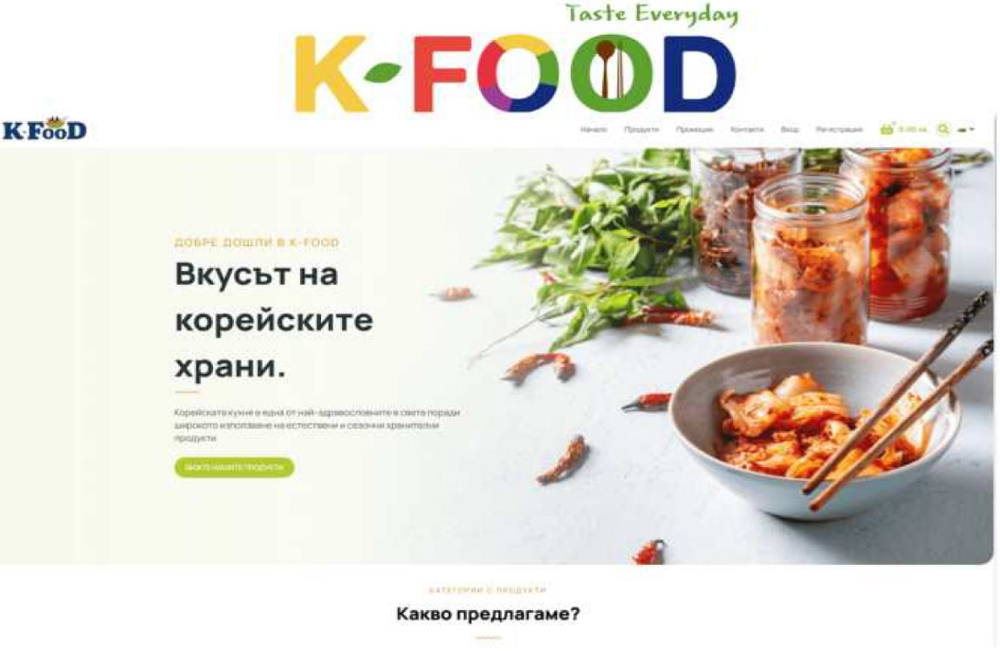 Taste Everyday
K-FOOD
K-FooD
Начало Продукти Промоции Контакти Вход Регистрация 0.00 лв.
ДОБРЕ ДОШЛИ В K-FOOD
Вкусът на
корейските
храни.
Корейската кухня е една от най-здравословните в света поради
широкото използване на естествени и сезонни хранителни
продукти.
ВИЖТЕ НАШИТЕ ПРОДУКТИ
КАТЕГОРИИ С ПРОДУКТИ
Какво предлагаме?